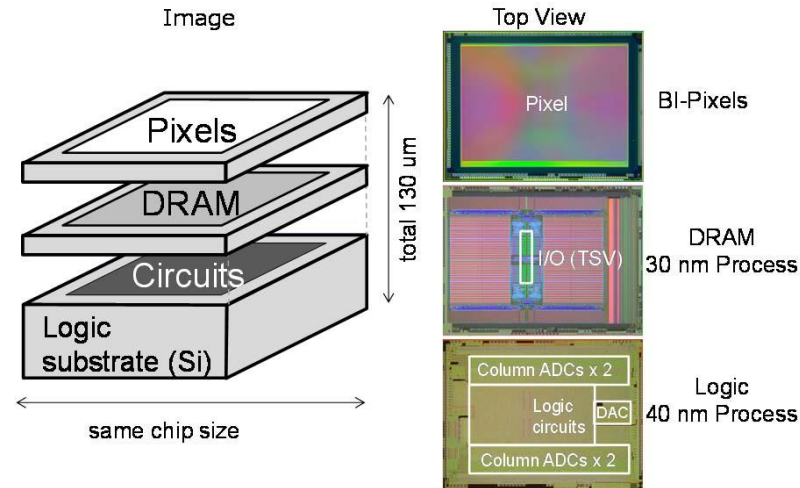 Image
Pixels
DRAM
Circuits
Logic
substrate (Si)
same chip size
total 130 um
Top View
Pixel
BI-Pixels
I/O (TSV)
DRAM
30 nm Process
Column ADCs x 2
Logic
circuits
DAC
Column ADCs x 2
Logic
40 nm Process